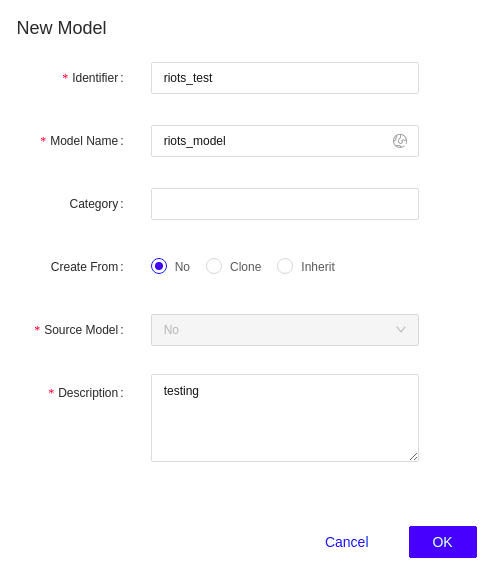 New Model
* Identifier : riots_test
* Model Name : riots_model
Category :
Create From : No Clone Inherit
* Source Model : No
* Description : testing
Cancel OK